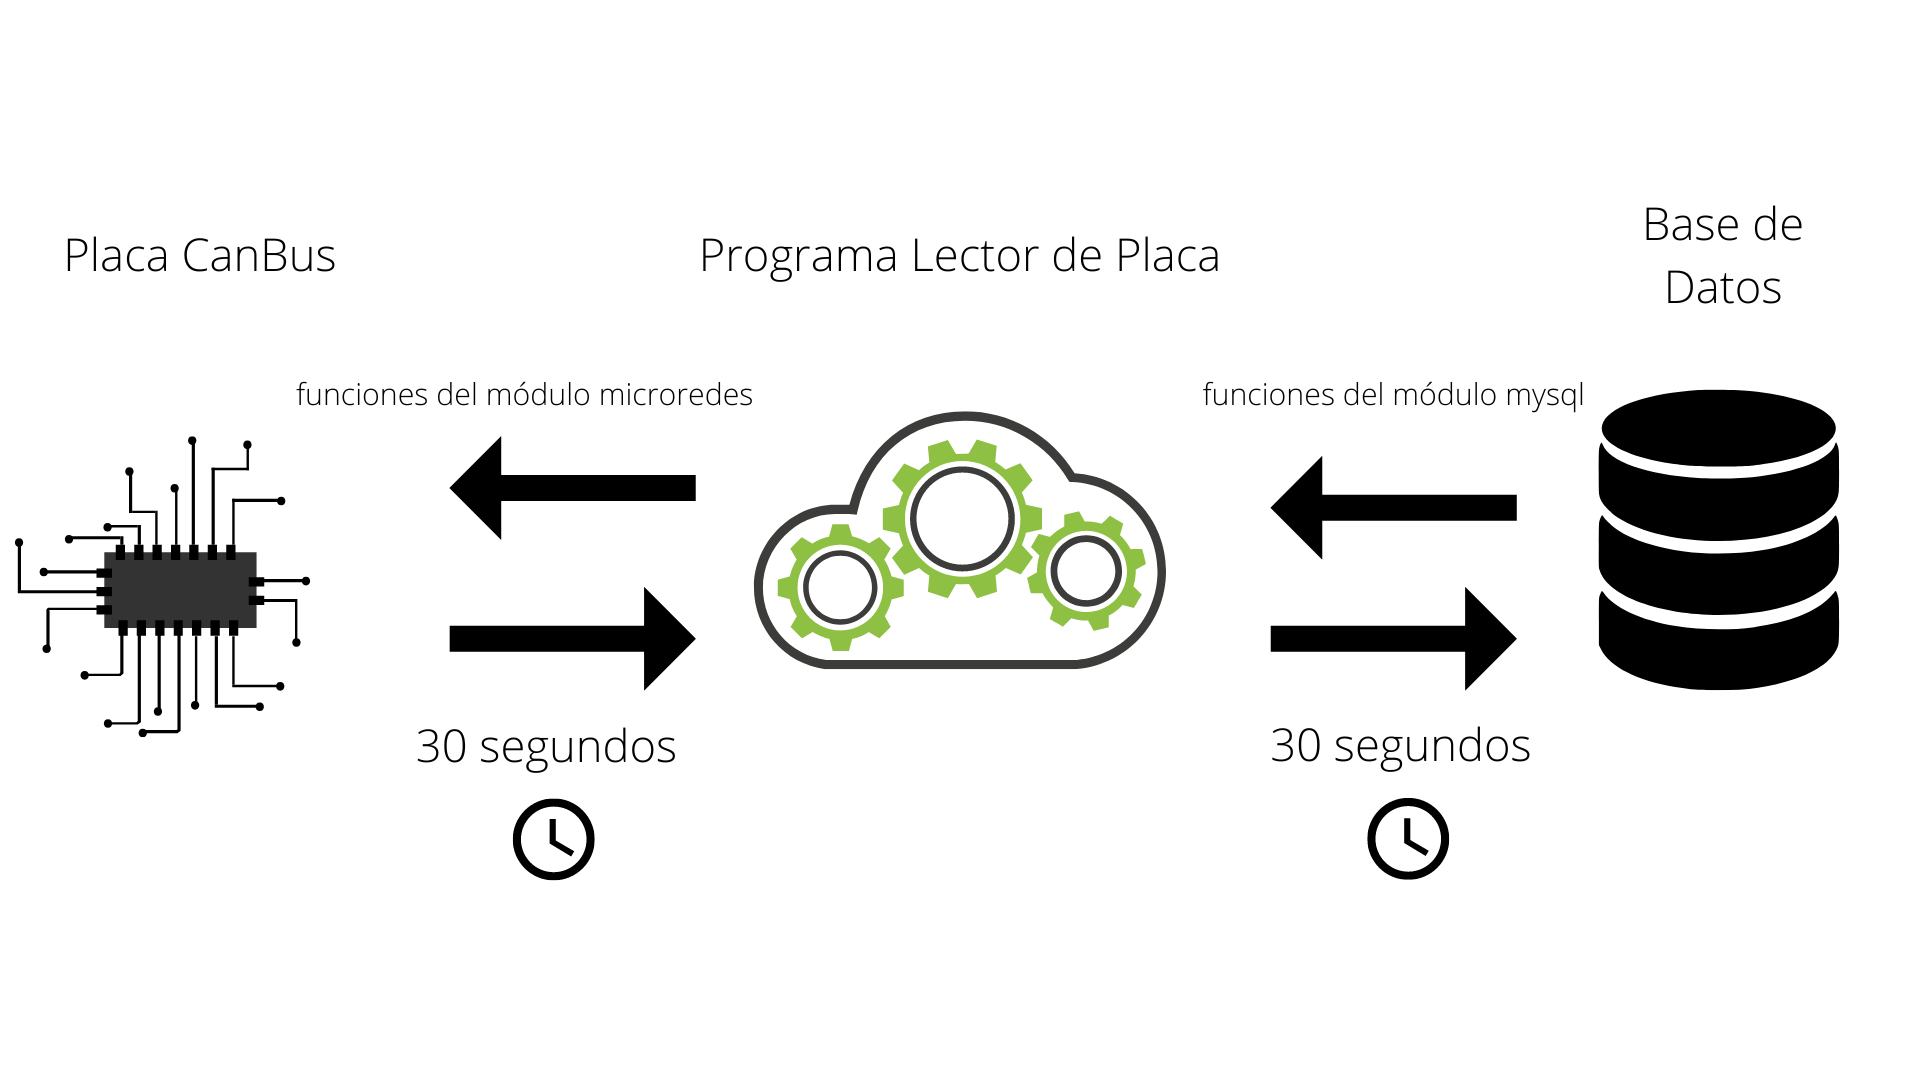 Placa CanBus
Programa Lector de Placa
Base de
Datos
funciones del módulo microredes
funciones del módulo mysql
30 segundos
30 segundos